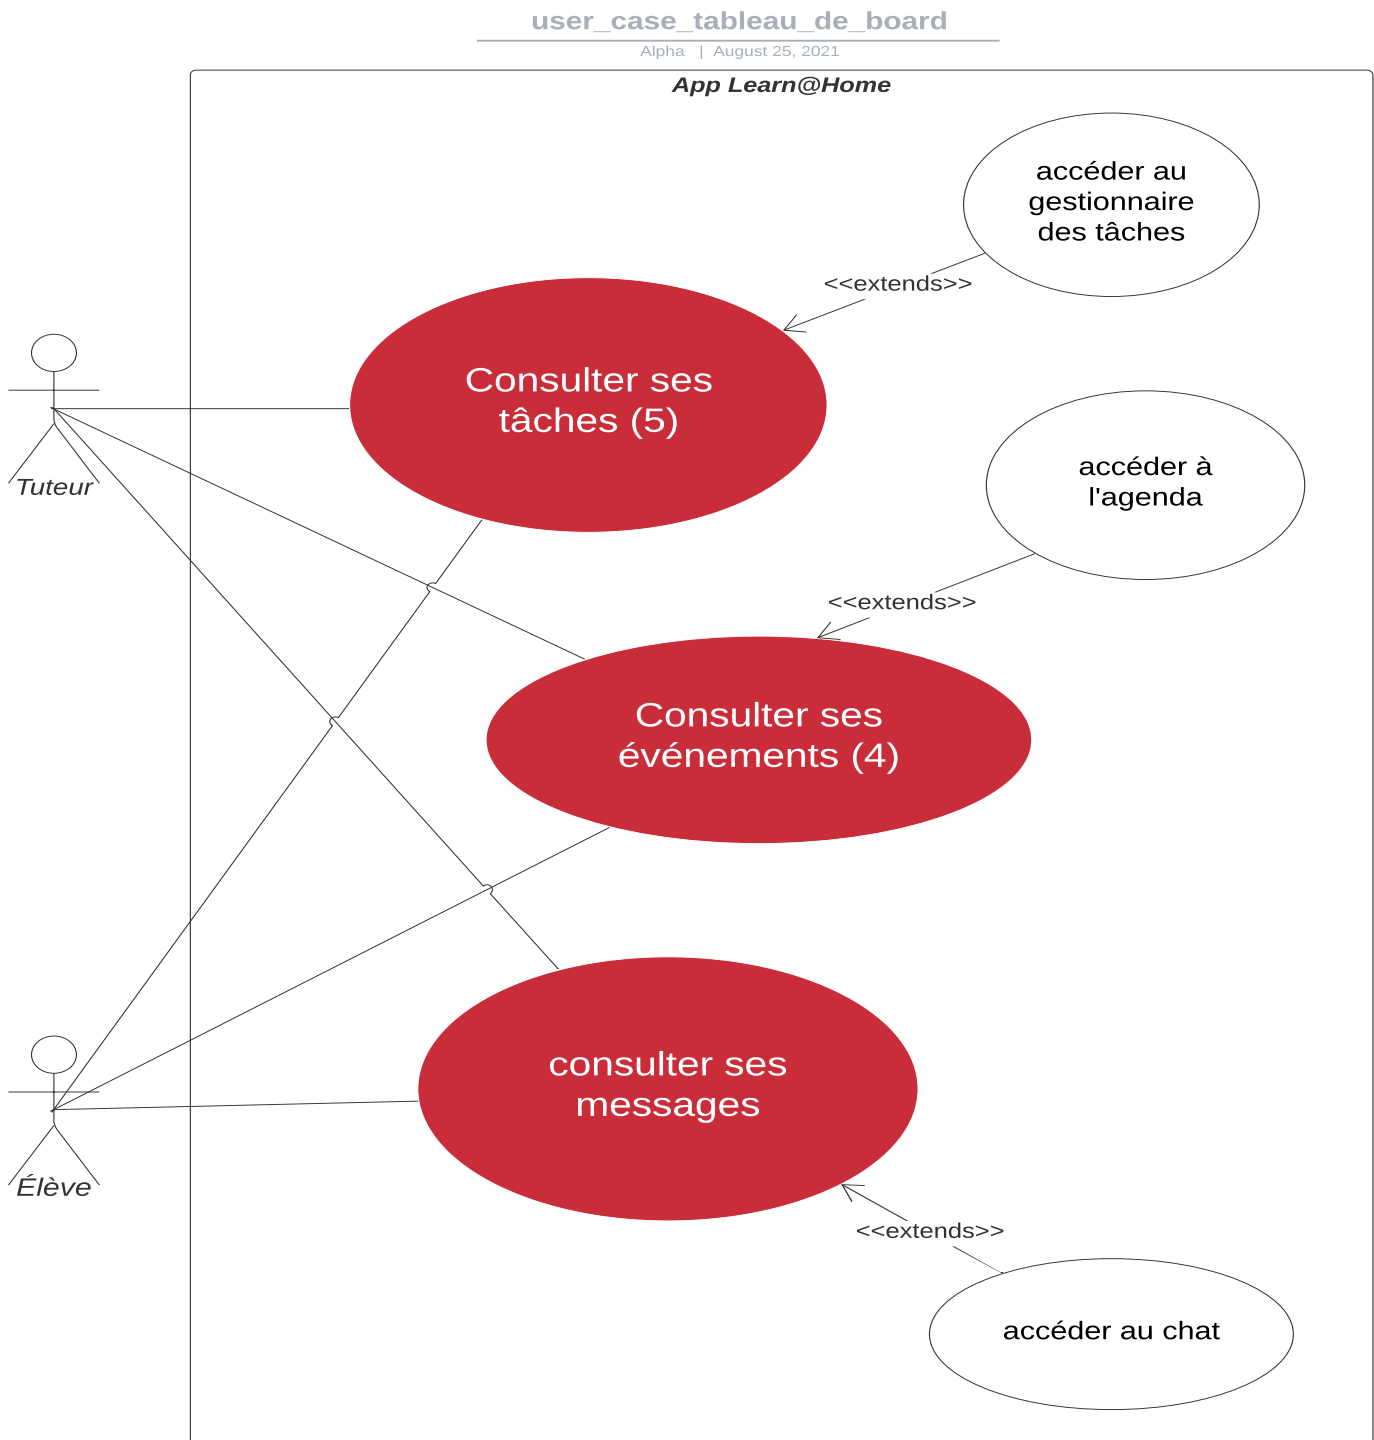 user_case_tableau_de_board
Alpha | August 25, 2021
App Learn@Home
accéder au
gestionnaire
des tâches
<<extends>>
Consulter ses
tâches (5)
Tuteur
accéder à
l'agenda
<<extends>>
Consulter ses
événements (4)
consulter ses
messages
Élève
<<extends>>
accéder au chat